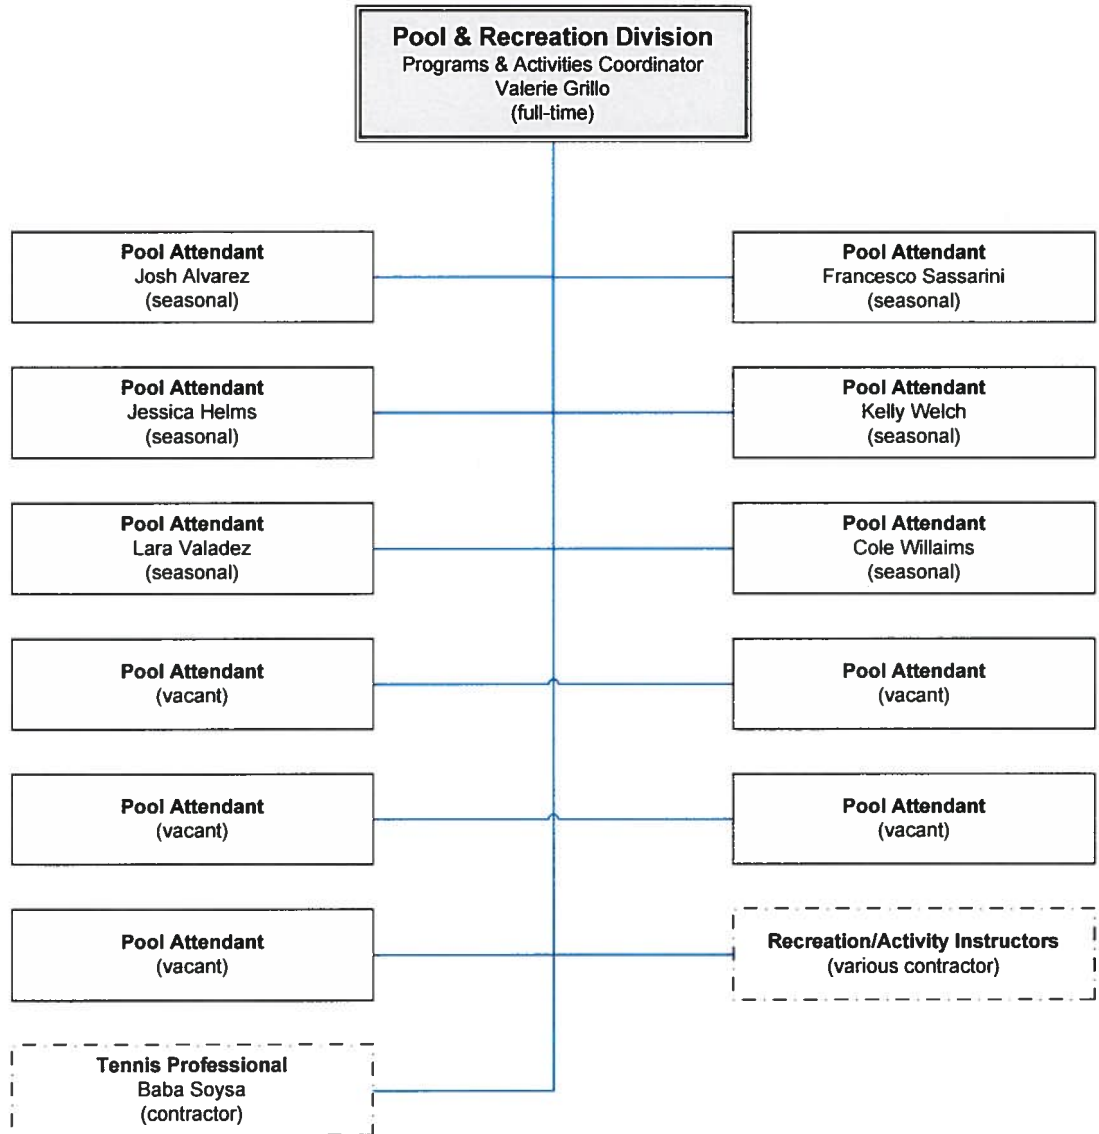 Pool & Recreation Division
Programs & Activities Coordinator
Valerie Grillo
(full-time)
Pool Attendant
Josh Alvarez
(seasonal)
Pool Attendant
Francesco Sassarini
(seasonal)
Pool Attendant
Jessica Helms
(seasonal)
Pool Attendant
Kelly Welch
(seasonal)
Pool Attendant
Lara Valadez
(seasonal)
Pool Attendant
Cole Willaims
(seasonal)
Pool Attendant
(vacant)
Pool Attendant
(vacant)
Pool Attendant
(vacant)
Pool Attendant
(vacant)
Pool Attendant
(vacant)
Recreation/Activity Instructors
(various contractor)
Tennis Professional
Baba Soysa
(contractor)